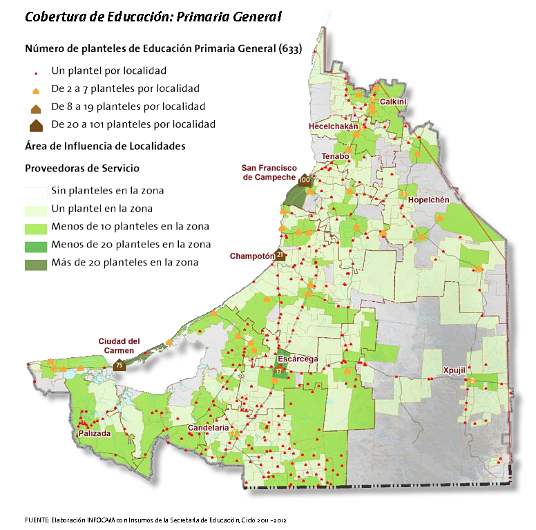 Cobertura de Educación: Primaria General
Número de planteles de Educación Primaria General (633)
Un plantel por localidad
De 2 a 7 planteles por localidad
De 8 a 19 planteles por localidad
De 20 a 101 planteles por localidad
Área de Influencia de Localidades
Proveedoras de Servicio
Sin planteles en la zona
Un plantel en la zona
Menos de 10 planteles en la zona
Menos de 20 planteles en la zona
Más de 20 planteles en la zona
Calkiní
Hecelchakán
Tenabo
San Francisco
de Campeche
100
Hopelchén
Champotón
21
Ciudad del
Carmen
75
Escárcega
17
Xpujil
Palizada
Candelaria
FUENTE: Elaboración INFOCAM con Insumos de la Secretaría de Educación, Ciclo 2011 -2012